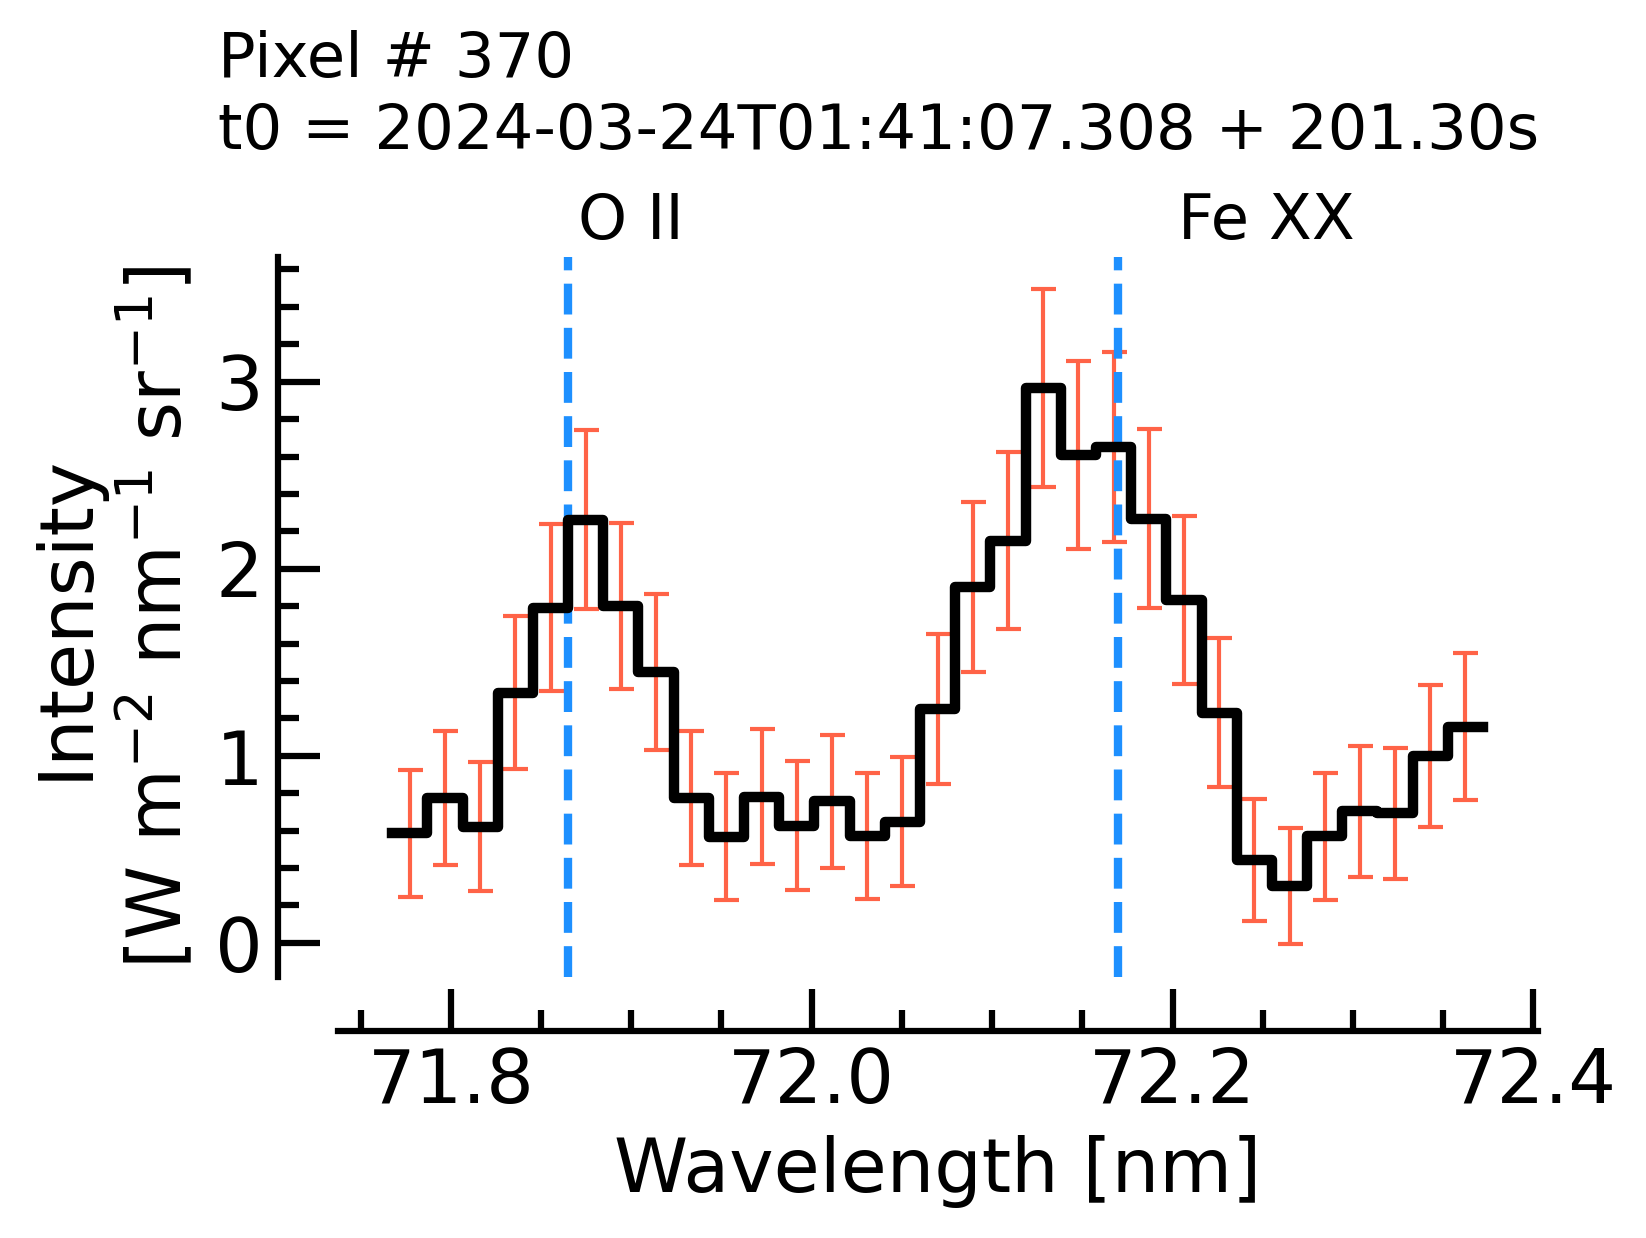 Pixel # 370
t0 = 2024-03-24T01:41:07.308 + 201.30s
O II Fe XX
Intensity
[W m⁻² nm⁻¹ sr⁻¹]
3
2
1
0
71.8 72.0 72.2 72.4
Wavelength [nm]